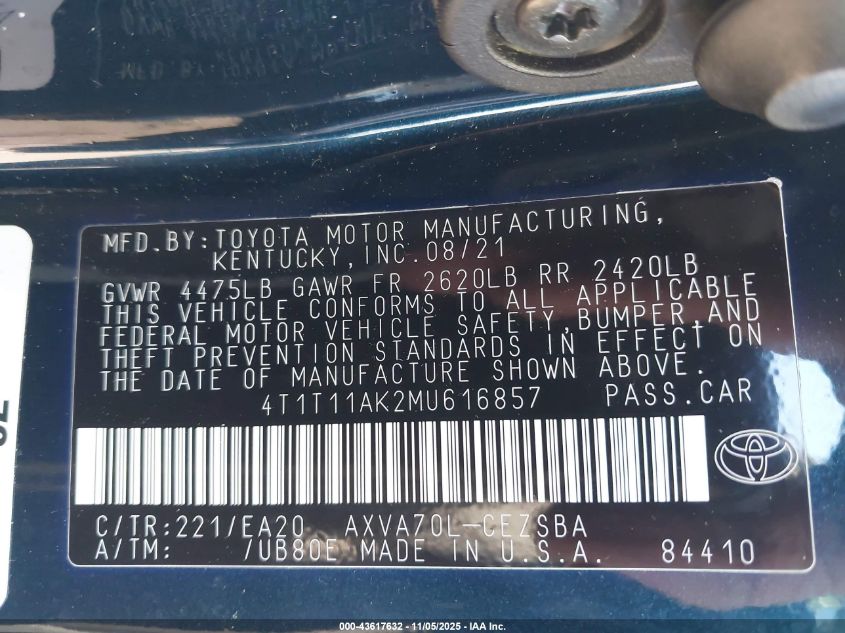 MFD.BY:TOYOTA MOTOR MANUFACTURING,
KENTUCKY,INC.08/21
GVWR 4475LB GAWR FR 2620LB RR 2420LB
THIS VEHICLE CONFORMS TO ALL APPLICABLE
FEDERAL MOTOR VEHICLE SAFETY,BUMPER,AND
THEFT PREVENTION STANDARDS IN EFFECT ON
THE DATE OF MANUFACTURE SHOWN ABOVE.
4T1T11AK2MU616857 PASS.CAR
C/TR:221/EA20 AXVA70L-CEZSBA
A/TM: /UB80E MADE IN U.S.A. 84410
000-43617632 - 11/05/2025 - IAA Inc.